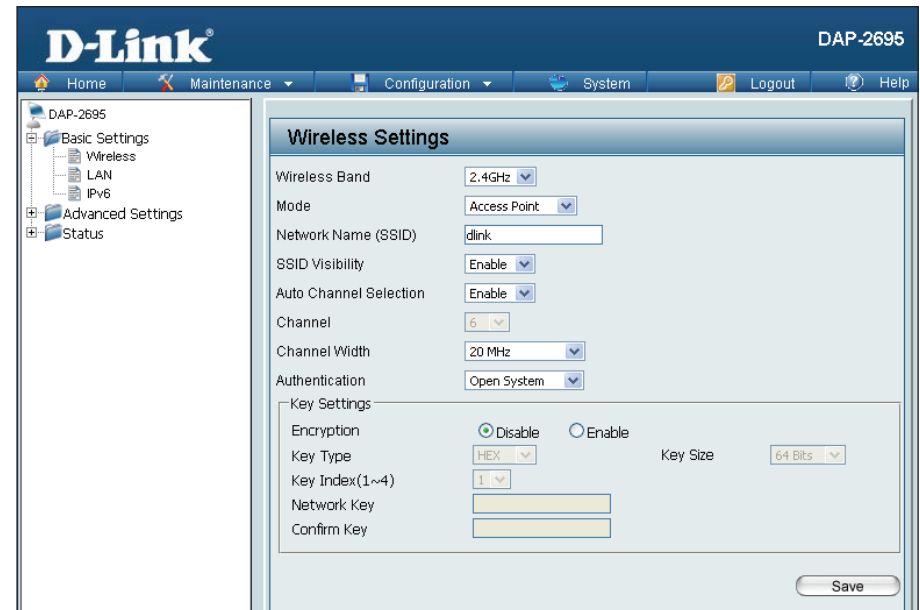 D-Link®
DAP-2695
Home Maintenance Configuration System Logout Help
DAP-2695
Basic Settings
Wireless
LAN
IPv6
Advanced Settings
Status
Wireless Settings
Wireless Band 2.4GHz
Mode Access Point
Network Name (SSID) dlink
SSID Visibility Enable
Auto Channel Selection Enable
Channel 6
Channel Width 20 MHz
Authentication Open System
Key Settings
Encryption Disable Enable
Key Type HEX Key Size 64 Bits
Key Index(1~4) 1
Network Key
Confirm Key
Save